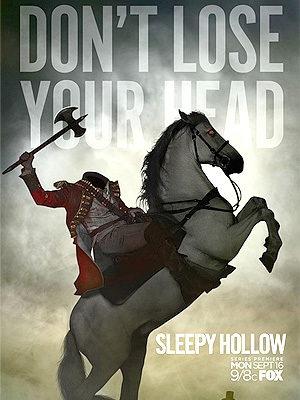 DON'T LOSE
YOUR HEAD
SLEEPY HOLLOW
SERIES PREMIERE
MON SEPT 16
9/8c FOX